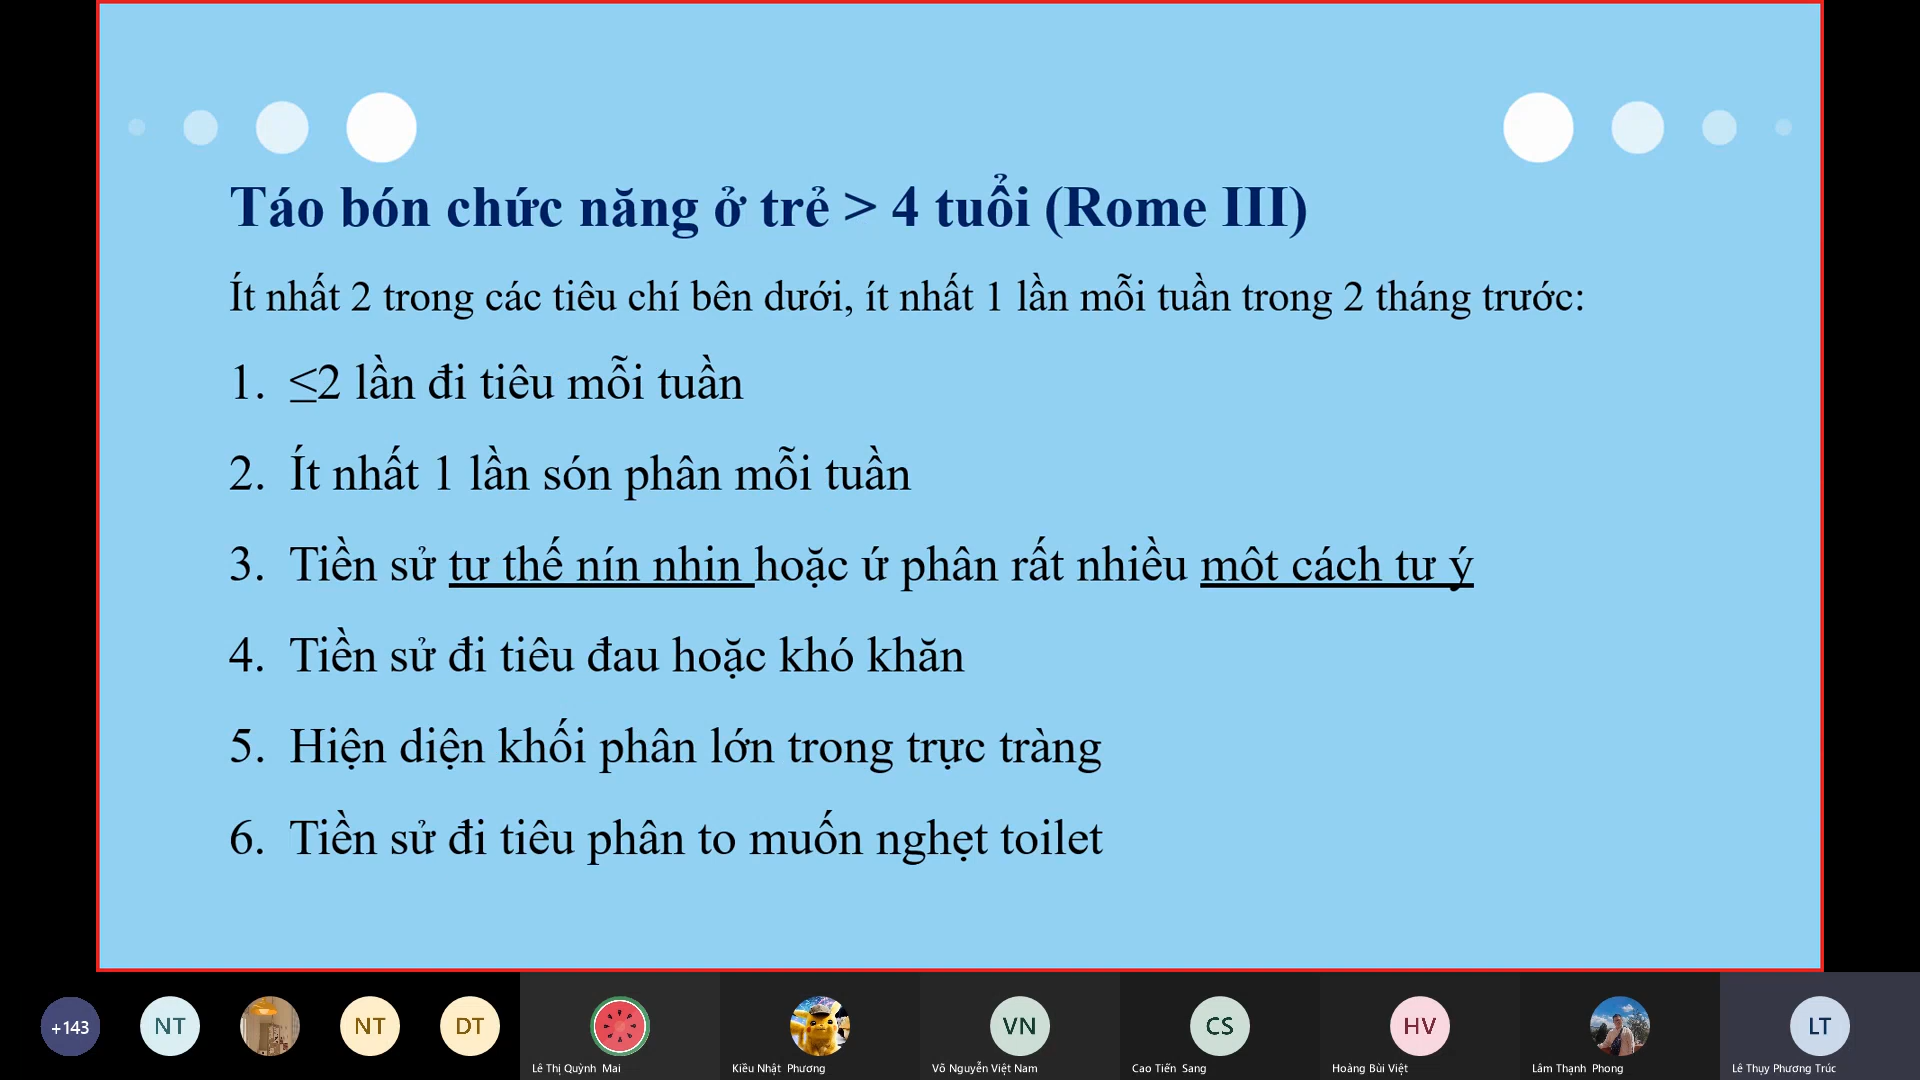 Táo bón chức năng ở trẻ > 4 tuổi (Rome III)
Ít nhất 2 trong các tiêu chí bên dưới, ít nhất 1 lần mỗi tuần trong 2 tháng trước:
1. ≤2 lần đi tiêu mỗi tuần
2. Ít nhất 1 lần són phân mỗi tuần
3. Tiền sử tư thế nín nhịn hoặc ứ phân rất nhiều một cách tự ý
4. Tiền sử đi tiêu đau hoặc khó khăn
5. Hiện diện khối phân lớn trong trực tràng
6. Tiền sử đi tiêu phân to muốn nghẹt toilet
+143 NT NT DT VN CS HV LT
Lê Thị Quỳnh Mai Kiều Nhật Phương Võ Nguyễn Việt Nam Cao Tiến Sang Hoàng Bùi Việt Lâm Thạnh Phong Lê Thụy Phương Trúc